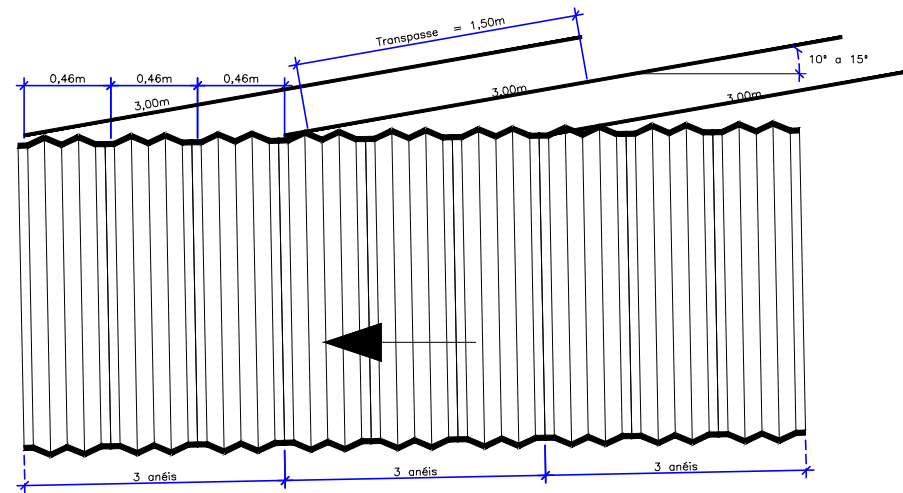 Transpasse = 1,50m
0,46m 0,46m 0,46m
10° a 15°
3,00m 3,00m 3,00m
3 anéis 3 anéis 3 anéis